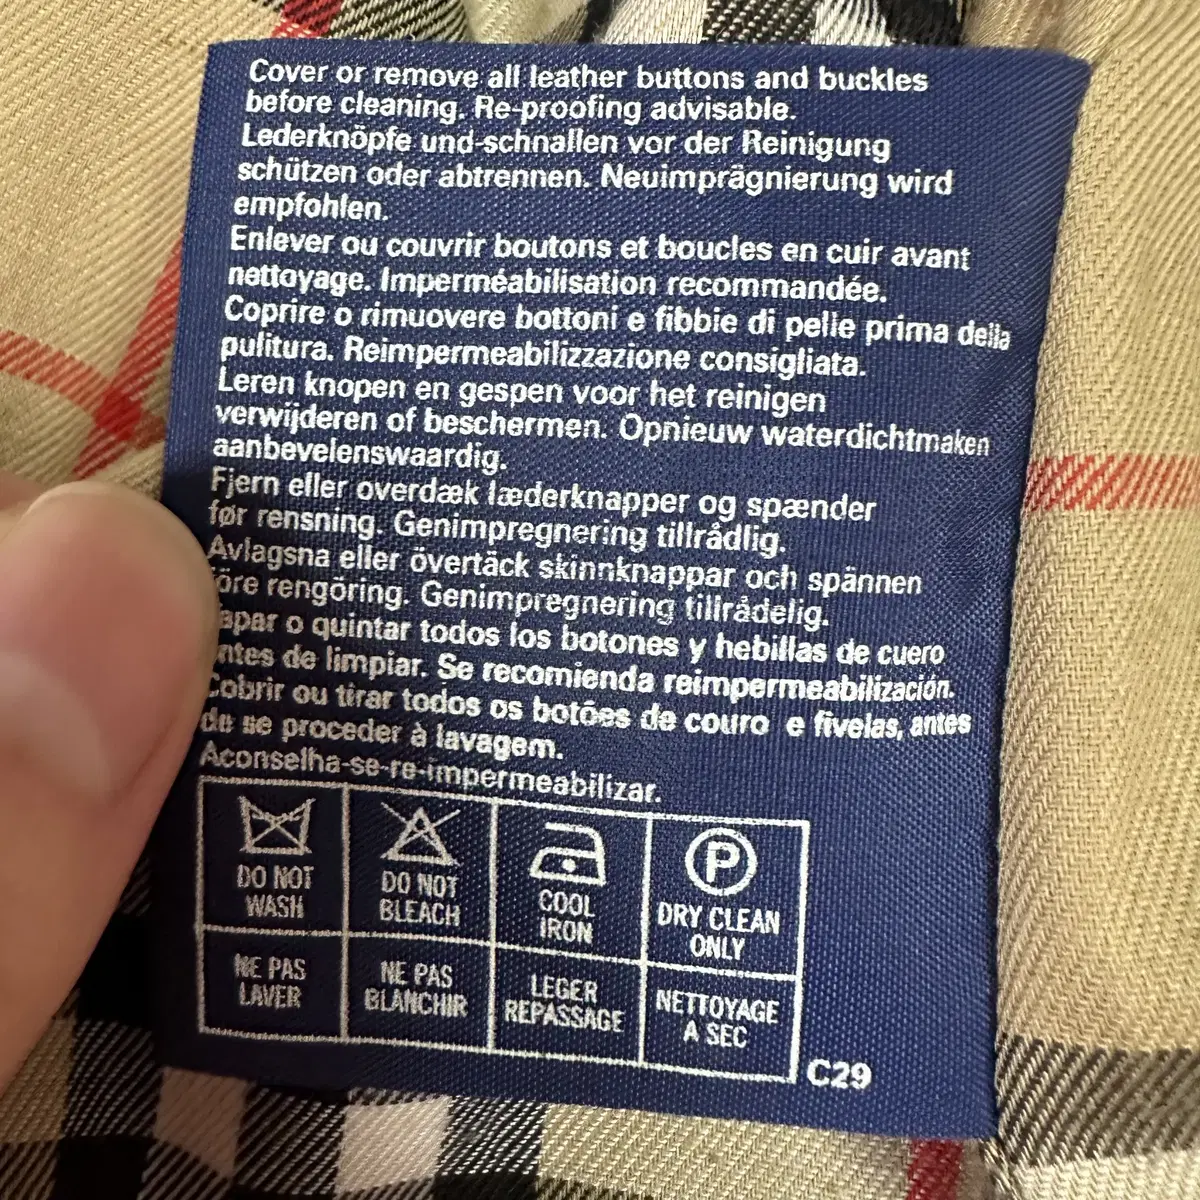 Cover or remove all leather buttons and buckles
before cleaning. Re-proofing advisable.
Lederknöpfe und-schnallen vor der Reinigung
schützen oder abtrennen. Neuimprägnierung wird
empfohlen.
Enlever ou couvrir boutons et boucles en cuir avant
nettoyage. Imperméabilisation recommandée.
Coprire o rimuovere bottoni e fibbie di pelle prima della
pulitura. Reimpermeabilizzazione consigliata.
Leren knopen en gespen voor het reinigen
verwijderen of beschermen. Opnieuw waterdichtmaken
aanbevelenswaardig.
Fjern eller overdæk læderknapper og spænder
før rensning. Genimpregnering tillrådlig.
Avlagsna eller övertäck skinnknappar och spännen
öre rengöring. Genimpregnering tillrådelig.
apar o quintar todos los botones y hebillas de cuero
ntes de limpiar. Se recomienda reimpermeabilización.
Cobrir ou tirar todos os botões de couro e fivelas, antes
de se proceder à lavagem.
Aconselha-se-re-impermeabilizar.
DO NOT WASH DO NOT BLEACH COOL IRON P DRY CLEAN ONLY
NE PAS LAVER NE PAS BLANCHIR LEGER REPASSAGE NETTOYAGE A SEC
C29